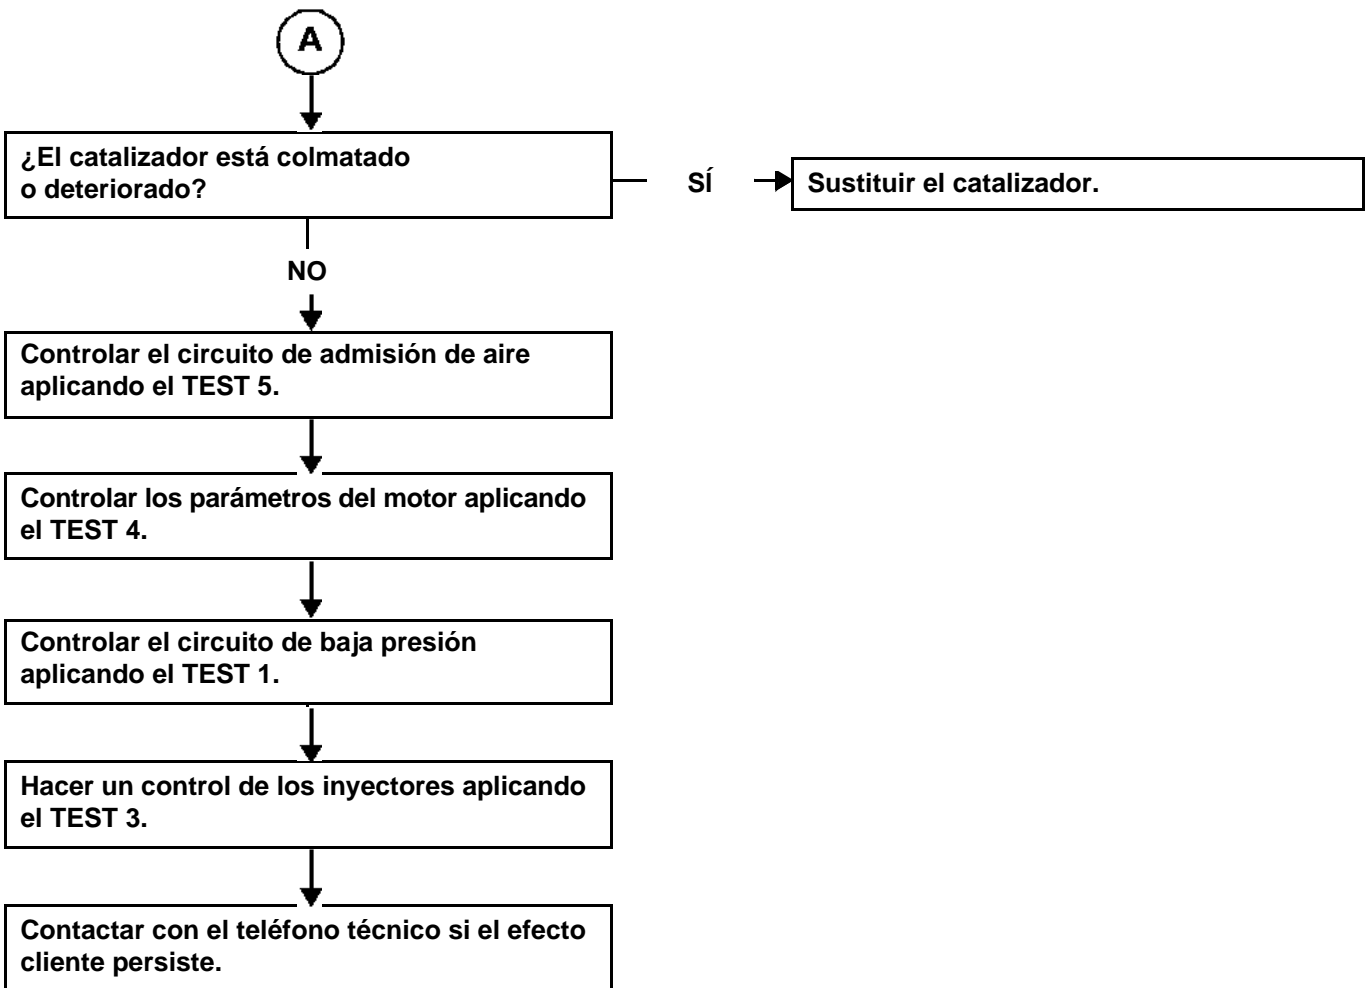 A
¿El catalizador está colmatado
o deteriorado?
SÍ
Sustituir el catalizador.
NO
Controlar el circuito de admisión de aire
aplicando el TEST 5.
Controlar los parámetros del motor aplicando
el TEST 4.
Controlar el circuito de baja presión
aplicando el TEST 1.
Hacer un control de los inyectores aplicando
el TEST 3.
Contactar con el teléfono técnico si el efecto
cliente persiste.